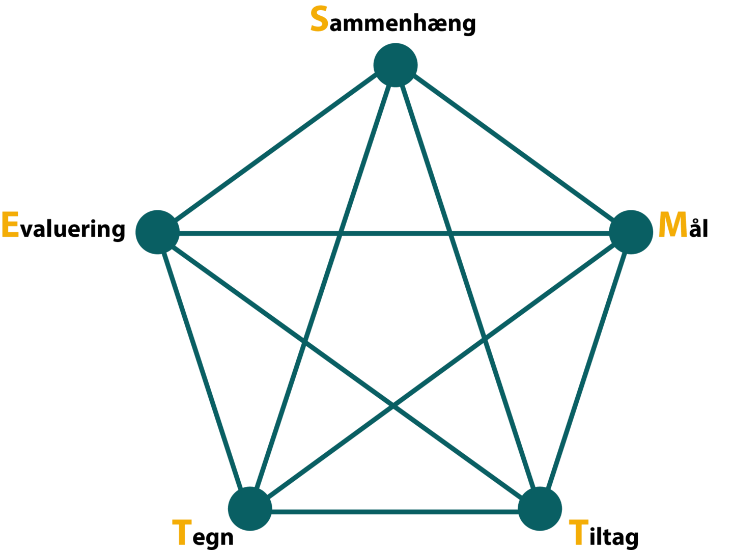 Sammenhæng
Evaluering
Mål
Tegn
Tiltag